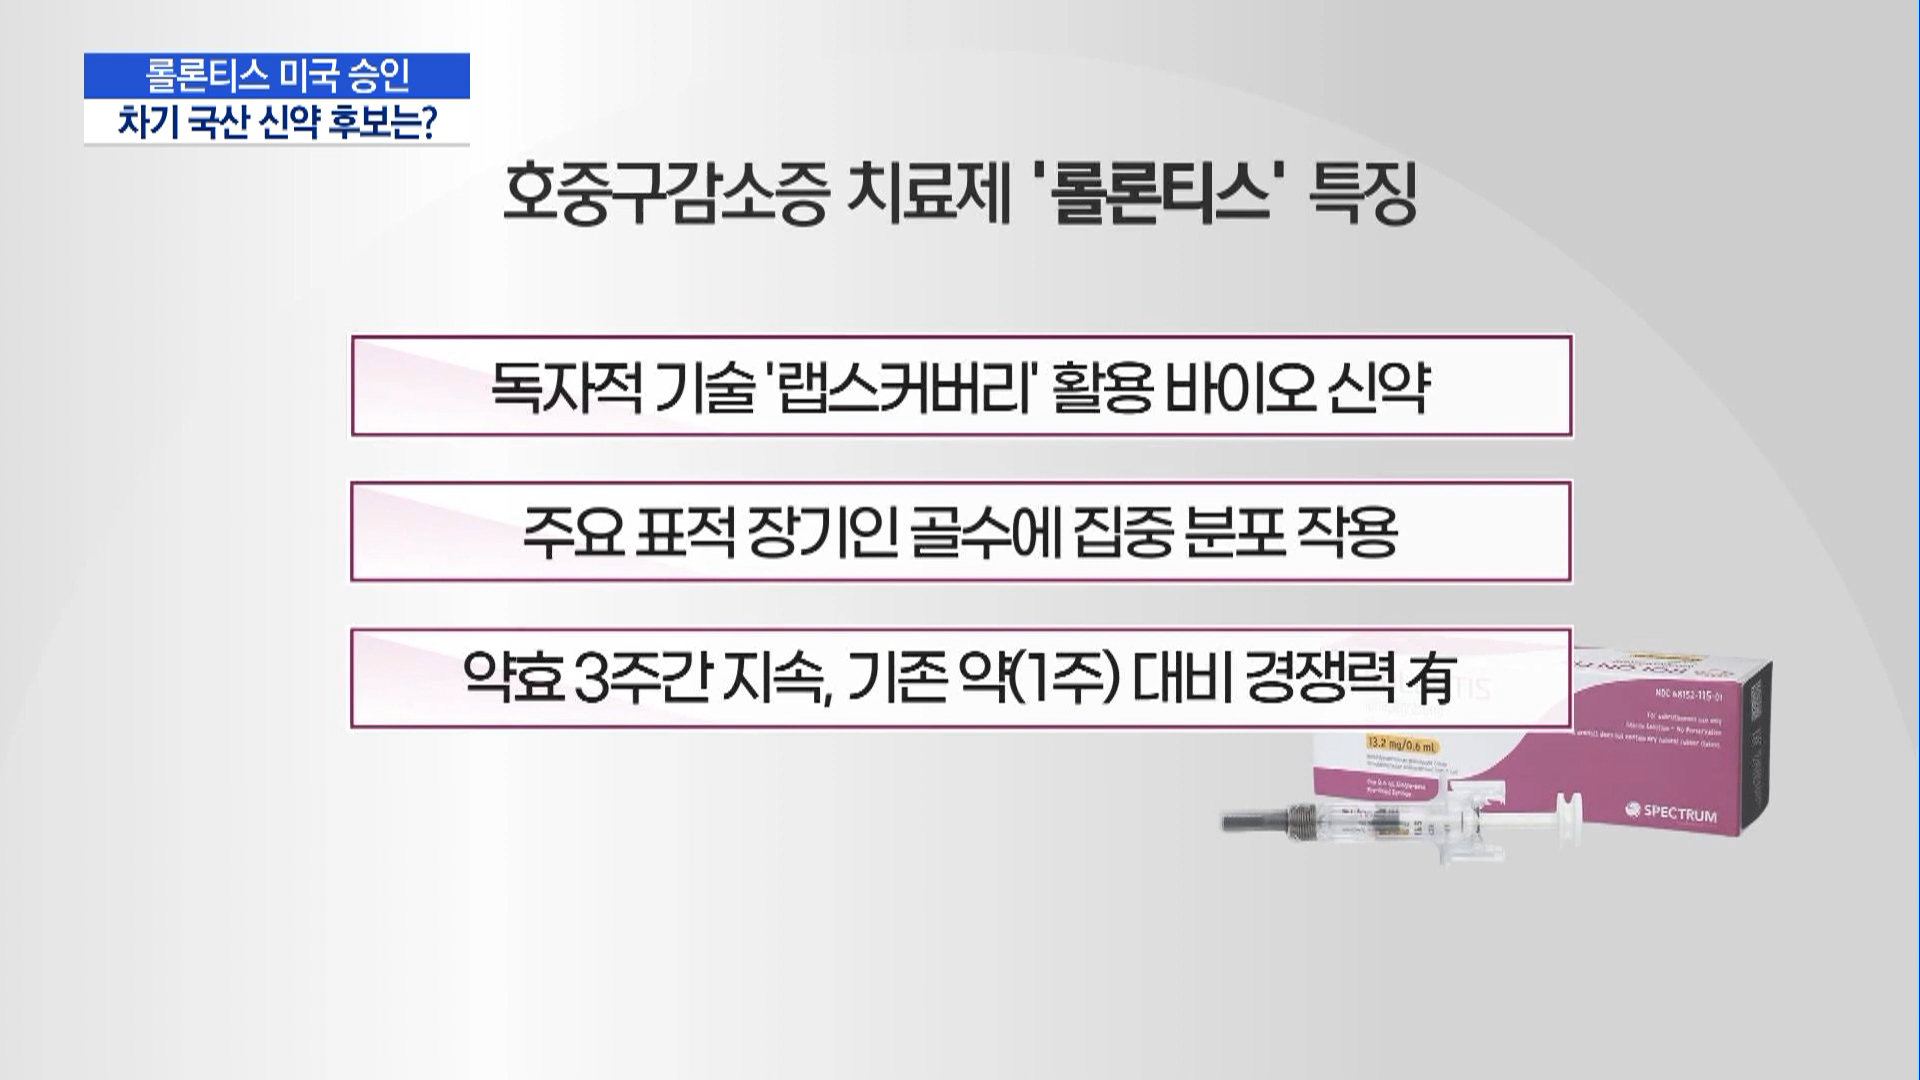 롤론티스 미국 승인
차기 국산 신약 후보는?
호중구감소증 치료제 '롤론티스' 특징
독자적 기술 '랩스커버리' 활용 바이오 신약
주요 표적 장기인 골수에 집중 분포 작용
약효 3주간 지속, 기존 약(1주) 대비 경쟁력 有
NDC 68152-115-01
13.2 mg/0.6 mL
SPECTRUM